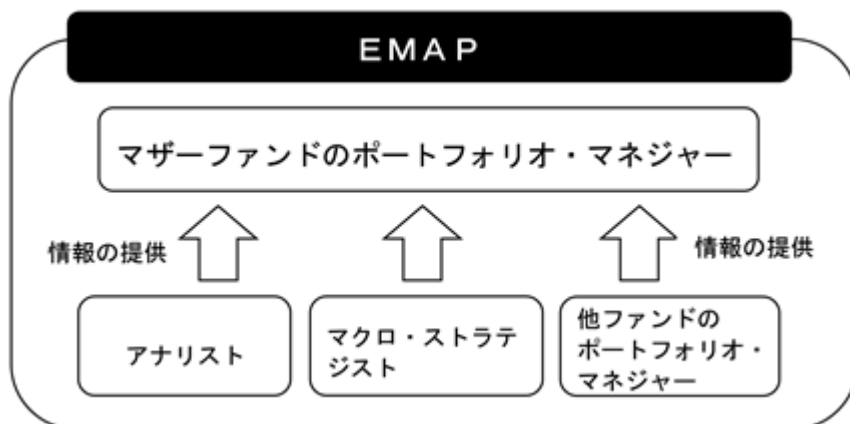 EMAP
マザーファンドのポートフォリオ・マネジャー
情報の提供
情報の提供
アナリスト
マクロ・ストラテ
ジスト
他ファンドの
ポートフォリオ・
マネジャー